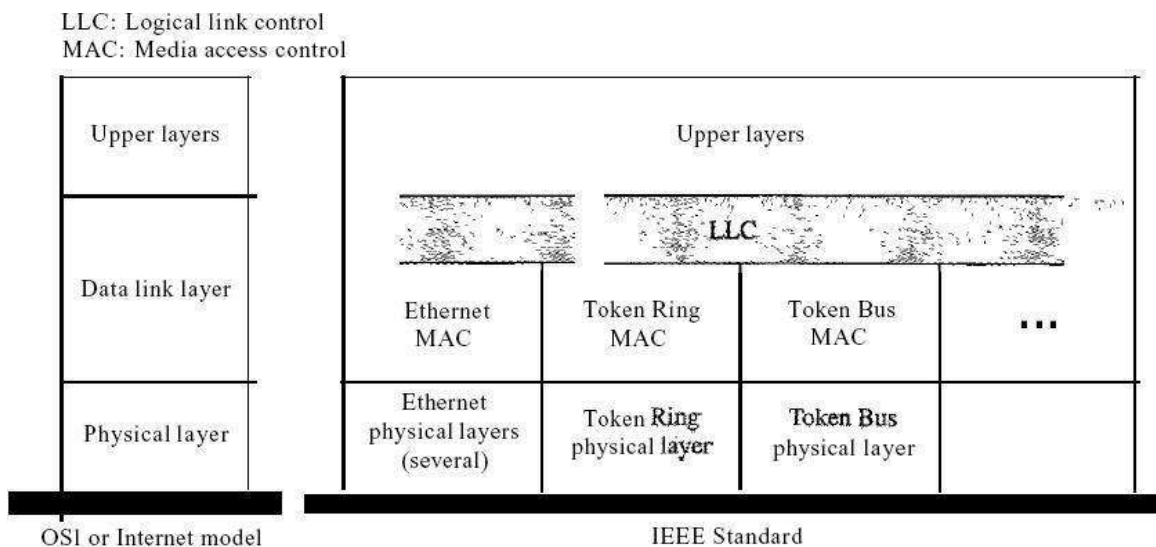 LLC: Logical link control
MAC: Media access control
Upper layers
Data link layer
Physical layer
OSI or Internet model
Upper layers
LLC
Ethernet
MAC
Token Ring
MAC
Token Bus
MAC
...
Ethernet
physical layers
(several)
Token Ring
physical layer
Token Bus
physical layer
IEEE Standard